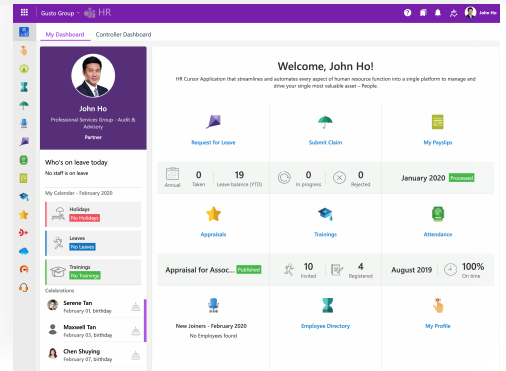 Gusto Group - HR
John Ho
My Dashboard
Controller Dashboard
John Ho
Professional Services Group - Audit &
Advisory
Partner
Who's on leave today
No staff is on leave
My Calendar - February 2020
Holidays
No Holidays
Leaves
No Leaves
Trainings
No Trainings
Celebrations
Serene Tan
February 01, birthday
Maxwell Tan
February 03, birthday
Chen Shuying
February 07, birthday
Welcome, John Ho!
HR Cursor Application that streamlines and automates every aspect of human resource function into a single platform to manage and
drive your single most valuable asset – People.
Request for Leave
Submit Claim
My Payslips
Annual
0
Taken
19
Leave balance (YTD)
0
In progress
0
Rejected
January 2020 Processed
Appraisals
Trainings
Attendance
Appraisal for Assoc... Published
10
Invited
4
Registered
August 2019
100%
On time
New Joiners - February 2020
No Employees found
Employee Directory
My Profile